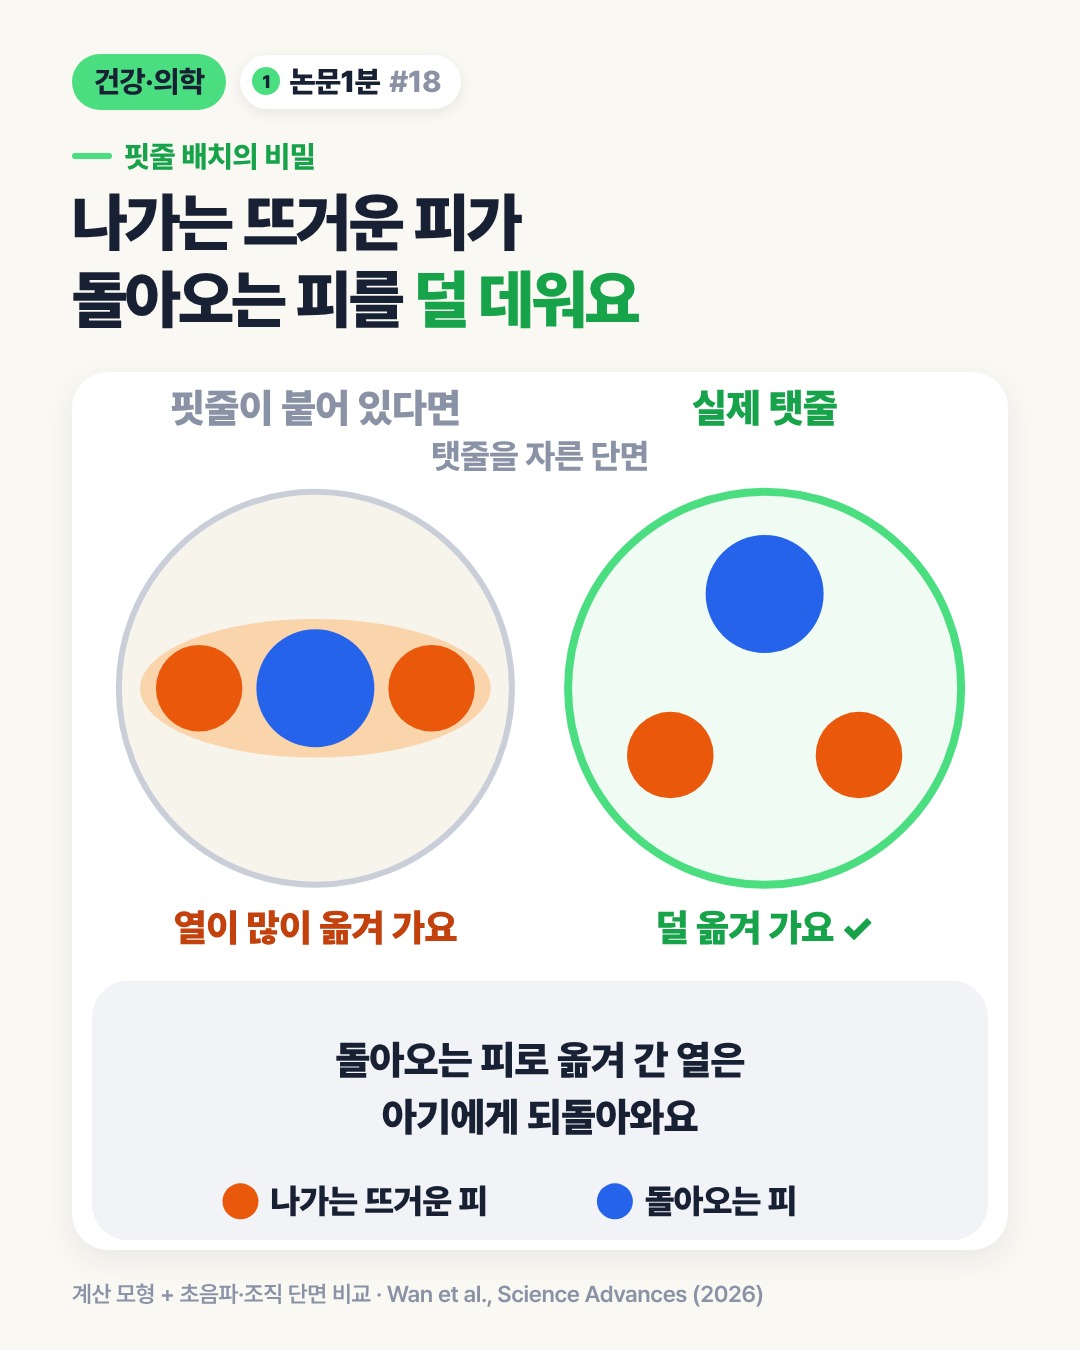 건강·의학
1 논문1분 #18
핏줄 배치의 비밀
나가는 뜨거운 피가
돌아오는 피를 덜 데워요
핏줄이 붙어 있다면
실제 탯줄
탯줄을 자른 단면
열이 많이 옮겨 가요
덜 옮겨 가요 ✓
돌아오는 피로 옮겨 간 열은
아기에게 되돌아와요
나가는 뜨거운 피
돌아오는 피
계산 모형 + 초음파·조직 단면 비교 · Wan et al., Science Advances (2026)